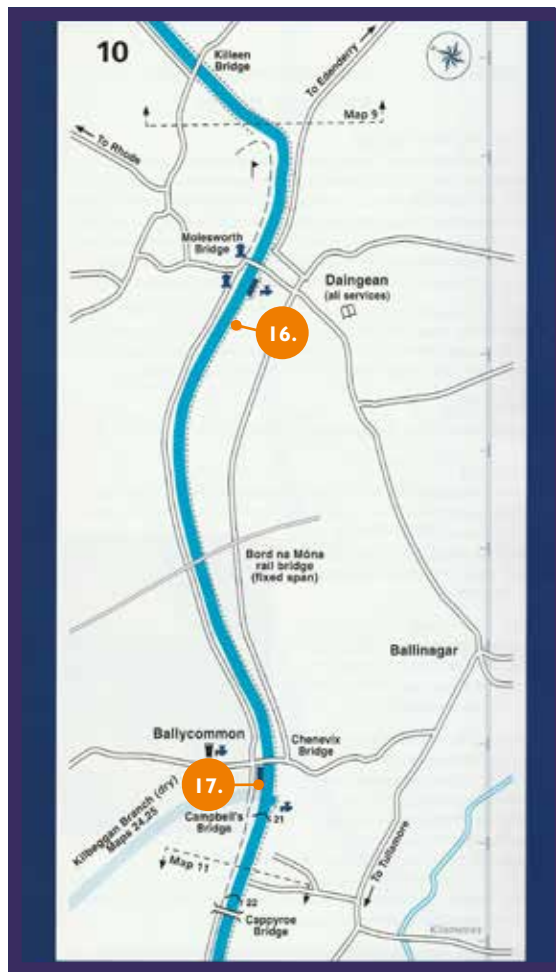 10
Killeen
Bridge
To Edenderry
Map 9
To Rhode
Molesworth
Bridge
Daingean
(all services)
16.
Bord na Móna
rail bridge
(fixed span)
Ballinagar
Ballycommon
Chenevix
Bridge
17.
Kilbeggan Branch (dry)
Maps 24,25
Campbell's
Bridge
21
Map 11
To Tullamore
22
Cappyroe
Bridge
Kilometres